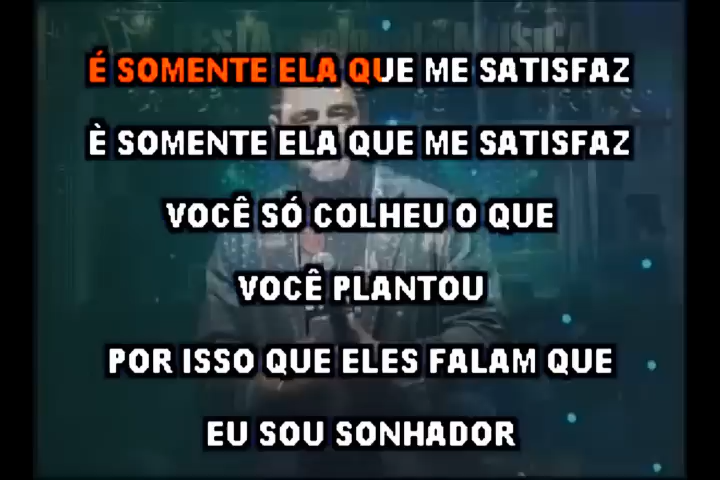 É SOMENTE ELA QUE ME SATISFAZ
È SOMENTE ELA QUE ME SATISFAZ
VOCÊ SÓ COLHEU O QUE
VOCÊ PLANTOU
POR ISSO QUE ELES FALAM QUE
EU SOU SONHADOR